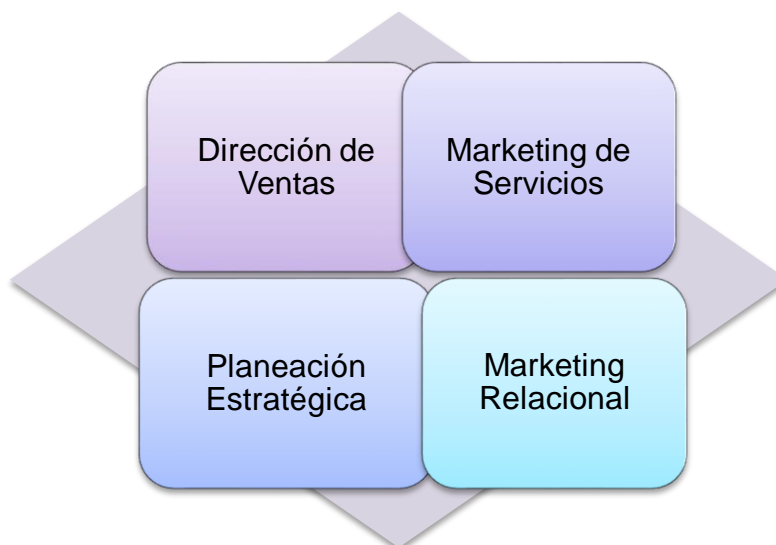 Dirección de
Ventas
Marketing de
Servicios
Planeación
Estratégica
Marketing
Relacional